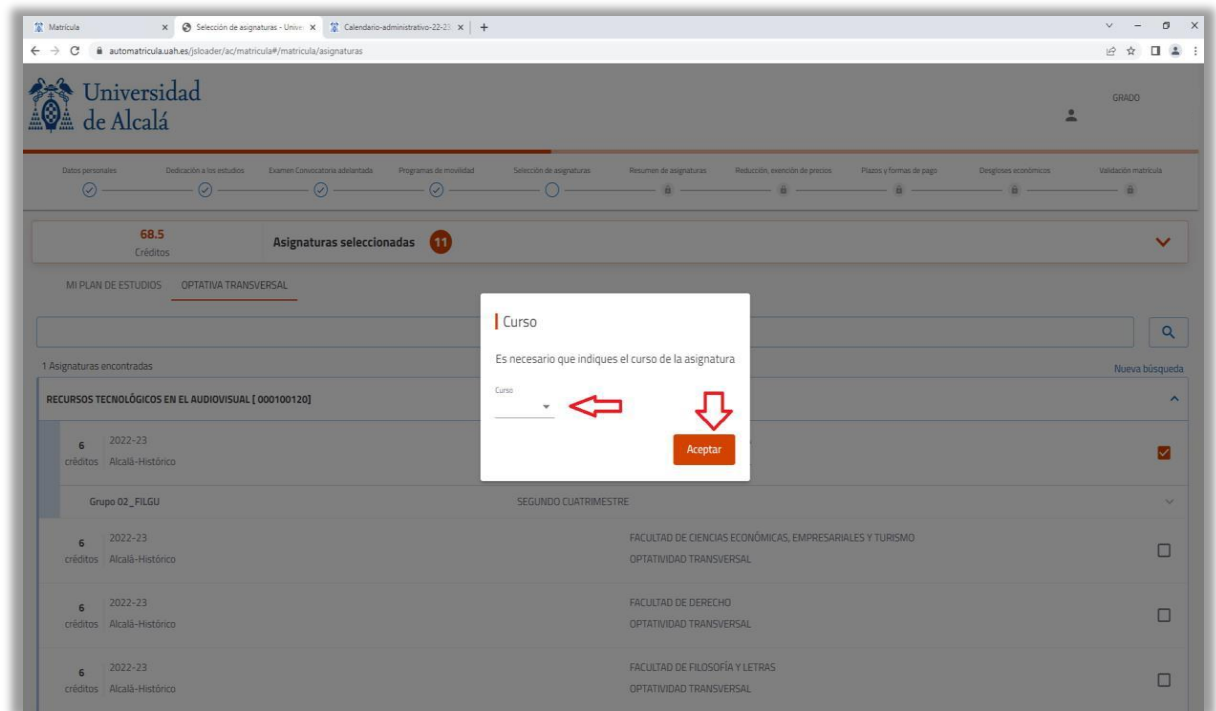 Matrícula
Selección de asignaturas - Univer
Calendario-administrativo-22-23
automatricula.uah.es/jsloader/ac/matricula#/matricula/asignaturas
Universidad
de Alcalá
GRADO
Datos personales Dedicación a los estudios Examen Convocatoria adelantada Programas de movilidad Selección de asignaturas Resumen de asignaturas Reducción, exención de precios Plazos y formas de pago Desgloses económicos Validación matrícula
68.5
Créditos
Asignaturas seleccionadas 11
MI PLAN DE ESTUDIOS OPTATIVA TRANSVERSAL
Curso
Es necesario que indiques el curso de la asignatura
Curso
Aceptar
1 Asignaturas encontradas
Nueva búsqueda
RECURSOS TECNOLÓGICOS EN EL AUDIOVISUAL [ 000100120]
6 2022-23
créditos Alcalá-Histórico
Grupo 02_FILGU SEGUNDO CUATRIMESTRE
6 2022-23 FACULTAD DE CIENCIAS ECONÓMICAS, EMPRESARIALES Y TURISMO
créditos Alcalá-Histórico OPTATIVIDAD TRANSVERSAL
6 2022-23 FACULTAD DE DERECHO
créditos Alcalá-Histórico OPTATIVIDAD TRANSVERSAL
6 2022-23 FACULTAD DE FILOSOFÍA Y LETRAS
créditos Alcalá-Histórico OPTATIVIDAD TRANSVERSAL